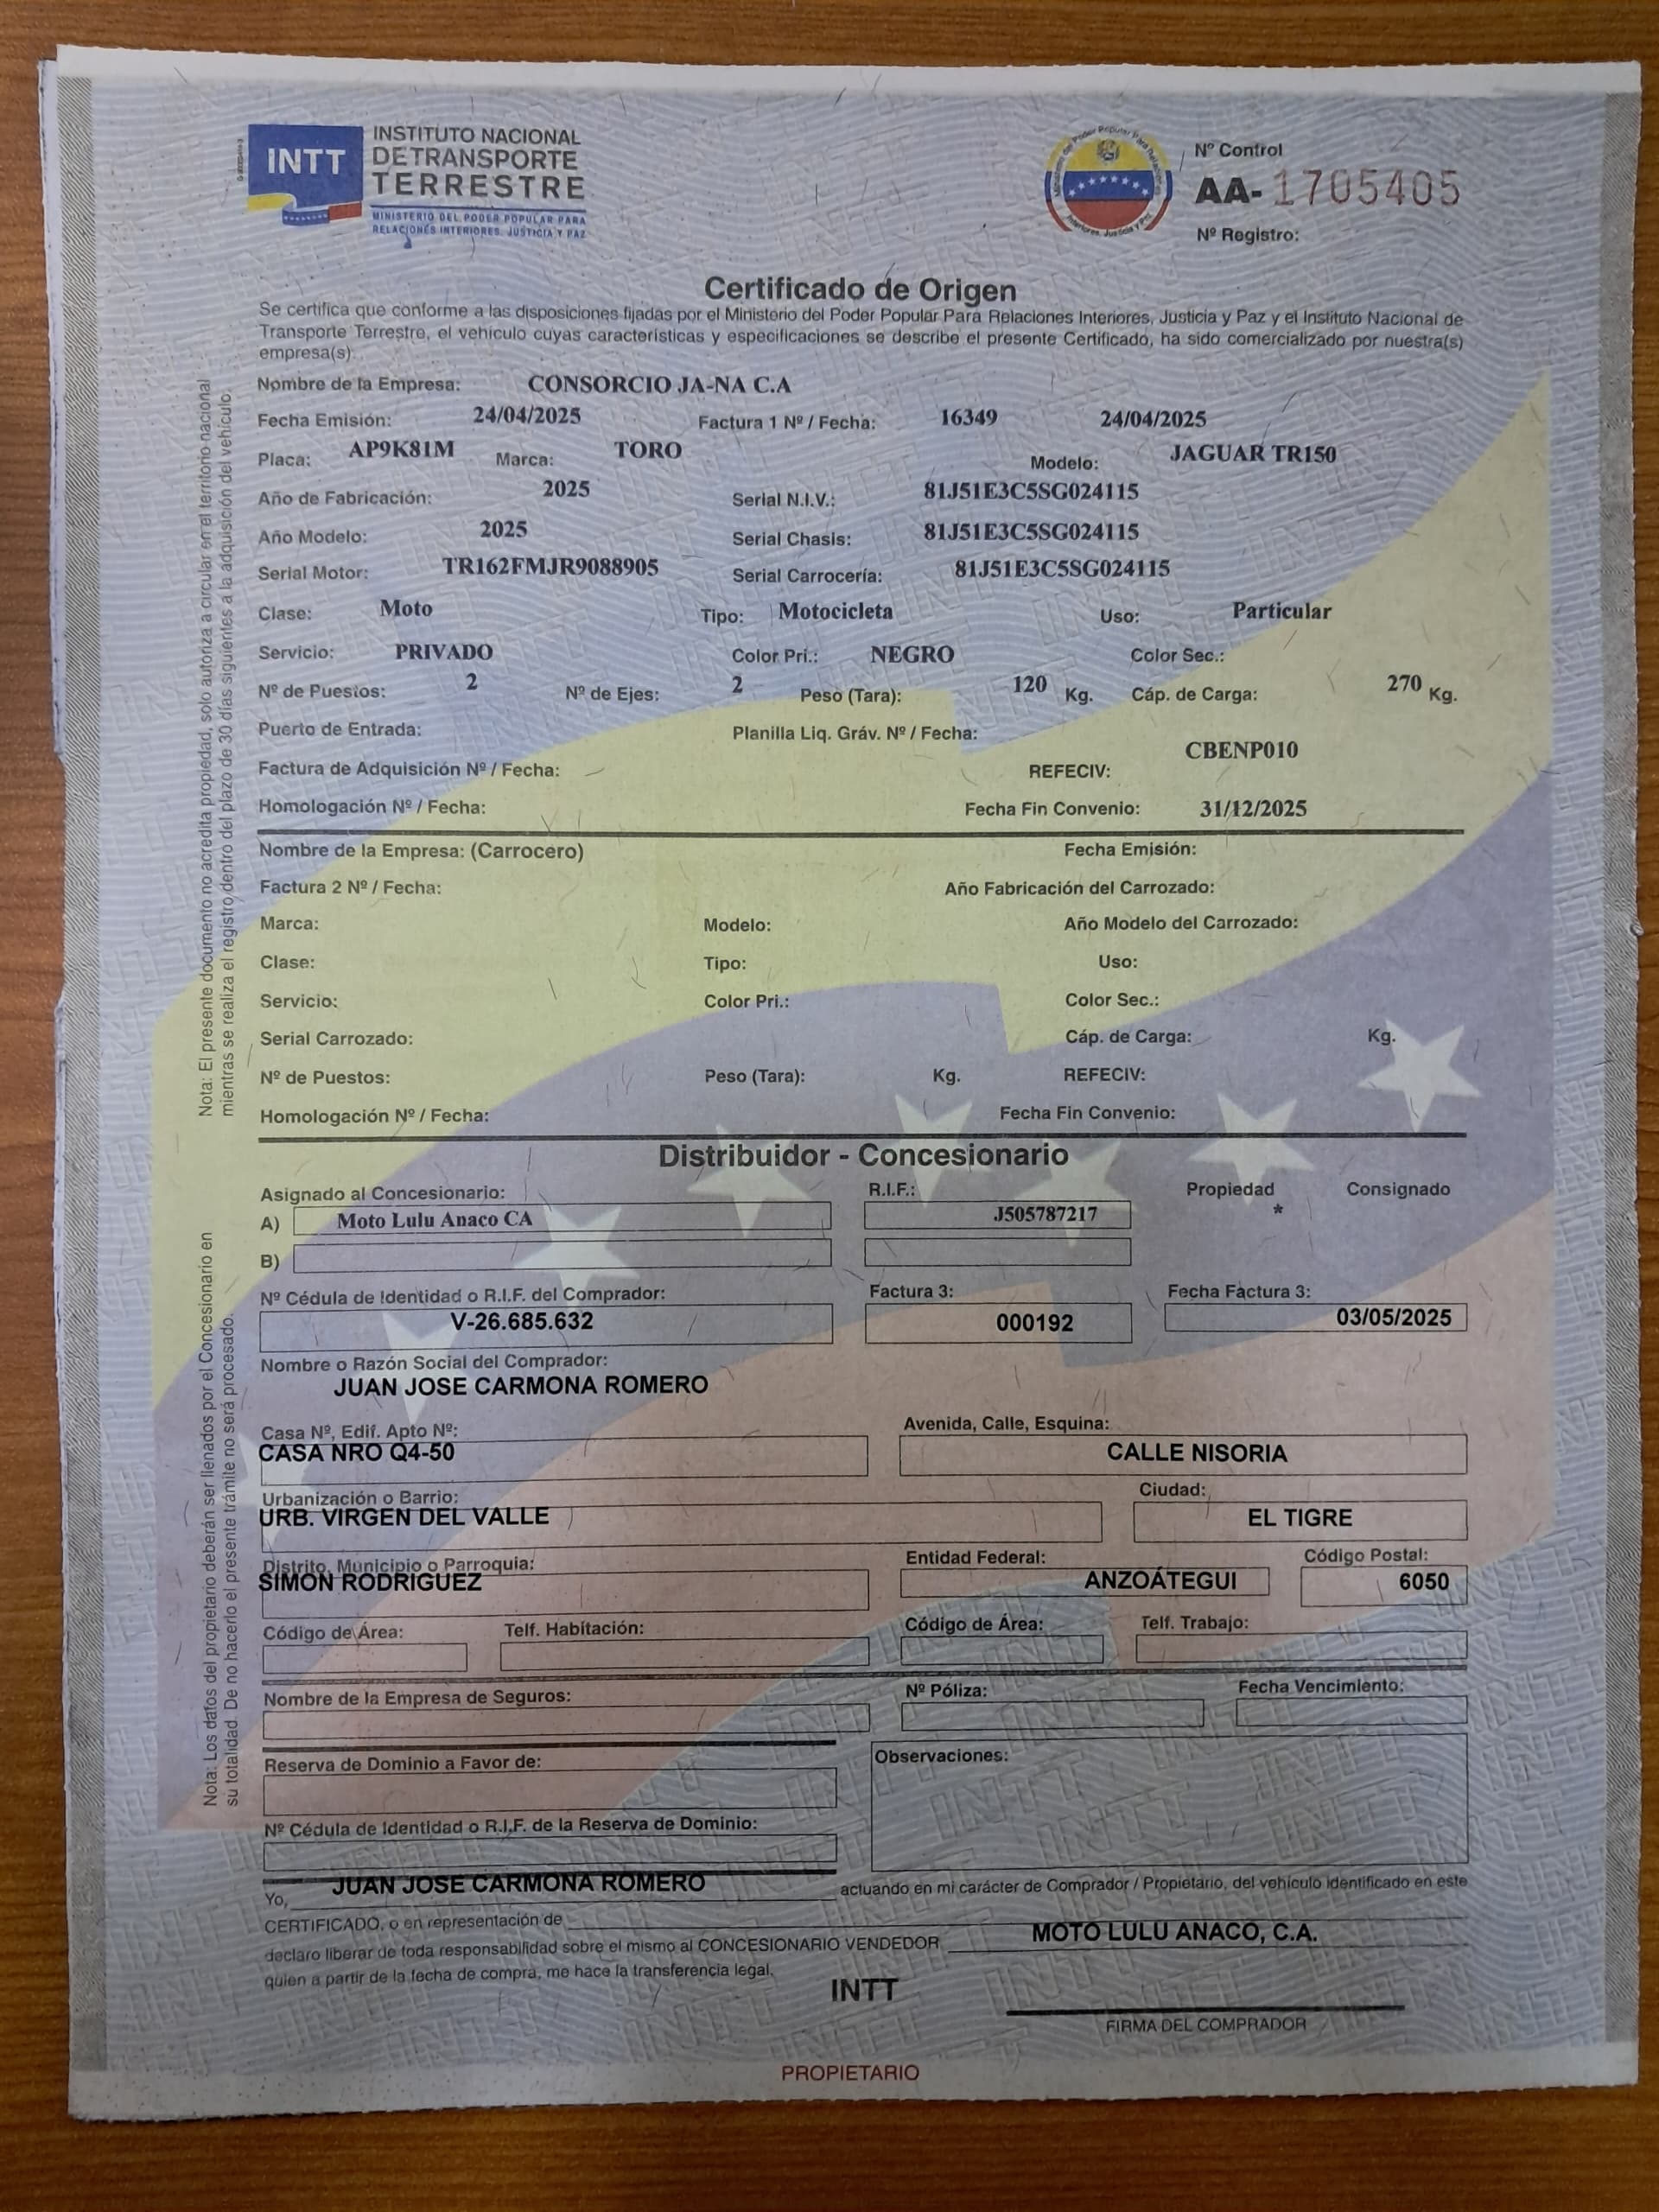 INTT
INSTITUTO NACIONAL
DE TRANSPORTE
TERRESTRE
MINISTERIO DEL PODER POPULAR PARA
RELACIONES INTERIORES, JUSTICIA Y PAZ
Nº Control
AA-1705405
Nº Registro:
Certificado de Origen
Se certifica que conforme a las disposiciones fijadas por el Ministerio del Poder Popular Para Relaciones Interiores, Justicia y Paz y el Instituto Nacional de
Transporte Terrestre, el vehículo cuyas características y especificaciones se describe el presente Certificado, ha sido comercializado por nuestra(s)
empresa(s)
Nombre de la Empresa: CONSORCIO JA-NA C.A
Fecha Emisión: 24/04/2025 Factura 1 Nº / Fecha: 16349 24/04/2025
Placa: AP9K81M Marca: TORO Modelo: JAGUAR TR150
Año de Fabricación: 2025 Serial N.I.V.: 81J51E3C5SG024115
Año Modelo: 2025 Serial Chasis: 81J51E3C5SG024115
Serial Motor: TR162FMJR9088905 Serial Carrocería: 81J51E3C5SG024115
Clase: Moto Tipo: Motocicleta Uso: Particular
Servicio: PRIVADO Color Pri.: NEGRO Color Sec.:
Nº de Puestos: 2 Nº de Ejes: 2 Peso (Tara): 120 Kg. Cáp. de Carga: 270 Kg.
Puerto de Entrada: Planilla Liq. Gráv. Nº / Fecha:
Factura de Adquisición Nº / Fecha: REFECIV: CBENP010
Homologación Nº / Fecha: Fecha Fin Convenio: 31/12/2025
Nombre de la Empresa: (Carrocero) Fecha Emisión:
Factura 2 Nº / Fecha: Año Fabricación del Carrozado:
Marca: Modelo: Año Modelo del Carrozado:
Clase: Tipo: Uso:
Servicio: Color Pri.: Color Sec.:
Serial Carrozado: Cáp. de Carga: Kg.
Nº de Puestos: Peso (Tara): Kg. REFECIV:
Homologación Nº / Fecha: Fecha Fin Convenio:
Nota: El presente documento no acredita propiedad, solo autoriza a circular en el territorio nacional
mientras se realiza el registro dentro del plazo de 30 días siguientes a la adquisición del vehículo.
Distribuidor - Concesionario
Asignado al Concesionario: R.I.F.: Propiedad Consignado
A) Moto Lulu Anaco CA J505787217 *
B)
Nº Cédula de Identidad o R.I.F. del Comprador: Factura 3: Fecha Factura 3:
V-26.685.632 000192 03/05/2025
Nombre o Razón Social del Comprador:
JUAN JOSE CARMONA ROMERO
Casa Nº, Edif. Apto Nº: Avenida, Calle, Esquina:
CASA NRO Q4-50 CALLE NISORIA
Urbanización o Barrio: Ciudad:
URB. VIRGEN DEL VALLE EL TIGRE
Distrito, Municipio o Parroquia: Entidad Federal: Código Postal:
SIMON RODRIGUEZ ANZOÁTEGUI 6050
Código de Área: Telf. Habitación: Código de Área: Telf. Trabajo:
Nombre de la Empresa de Seguros: Nº Póliza: Fecha Vencimiento:
Reserva de Dominio a Favor de: Observaciones:
Nº Cédula de Identidad o R.I.F. de la Reserva de Dominio:
Nota: Los datos del propietario deberán ser llenados por el Concesionario en
su totalidad. De no hacerlo el presente trámite no será procesado.
Yo, JUAN JOSE CARMONA ROMERO actuando en mi carácter de Comprador / Propietario, del vehículo identificado en este
CERTIFICADO, o en representación de
declaro liberar de toda responsabilidad sobre el mismo al CONCESIONARIO VENDEDOR MOTO LULU ANACO, C.A.
quien a partir de la fecha de compra, me hace la transferencia legal.
INTT
FIRMA DEL COMPRADOR
PROPIETARIO